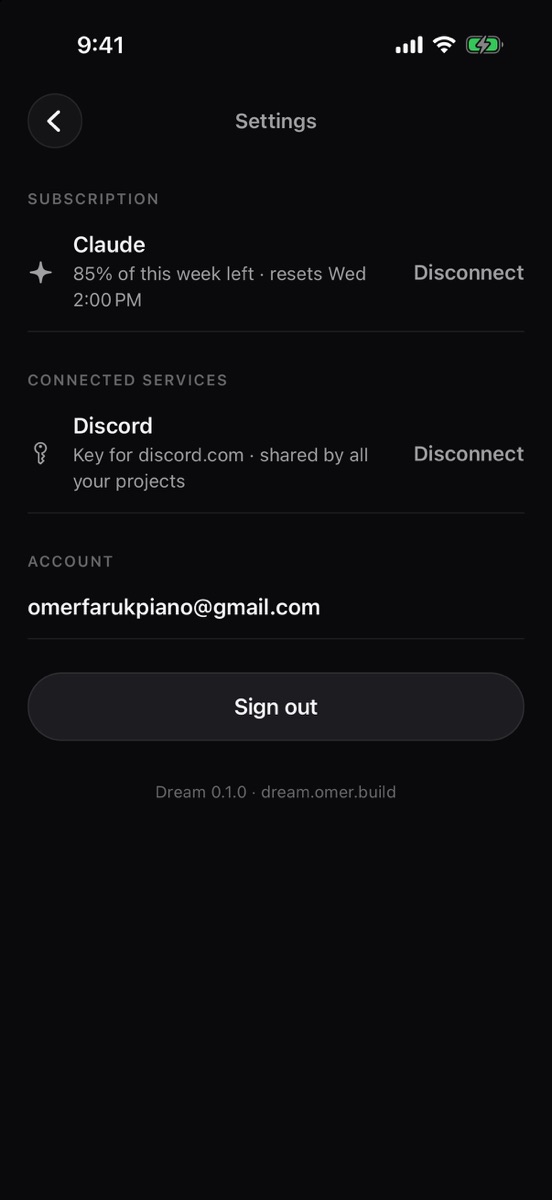 9:41
Settings
SUBSCRIPTION
Claude
85% of this week left · resets Wed
2:00 PM
Disconnect
CONNECTED SERVICES
Discord
Key for discord.com · shared by all
your projects
Disconnect
ACCOUNT
omerfarukpiano@gmail.com
Sign out
Dream 0.1.0 · dream.omer.build